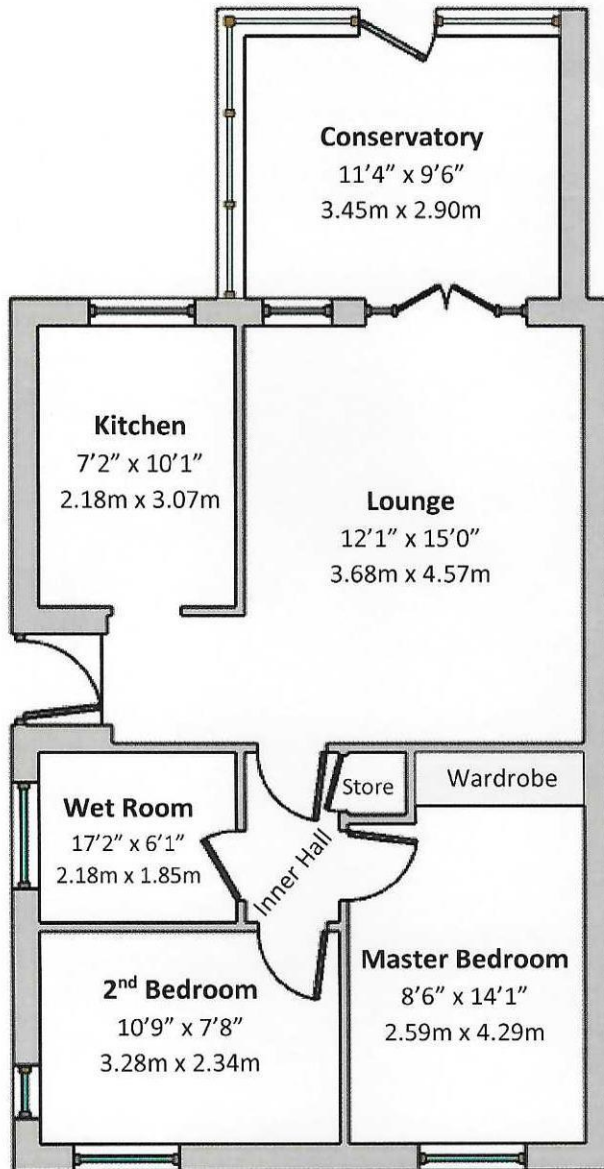 Conservatory
11’4” x 9’6”
3.45m x 2.90m
Kitchen
7’2” x 10’1”
2.18m x 3.07m
Lounge
12’1” x 15’0”
3.68m x 4.57m
Store
Wardrobe
Wet Room
17’2” x 6’1”
2.18m x 1.85m
Inner Hall
Master Bedroom
8’6” x 14’1”
2.59m x 4.29m
2nd Bedroom
10’9” x 7’8”
3.28m x 2.34m